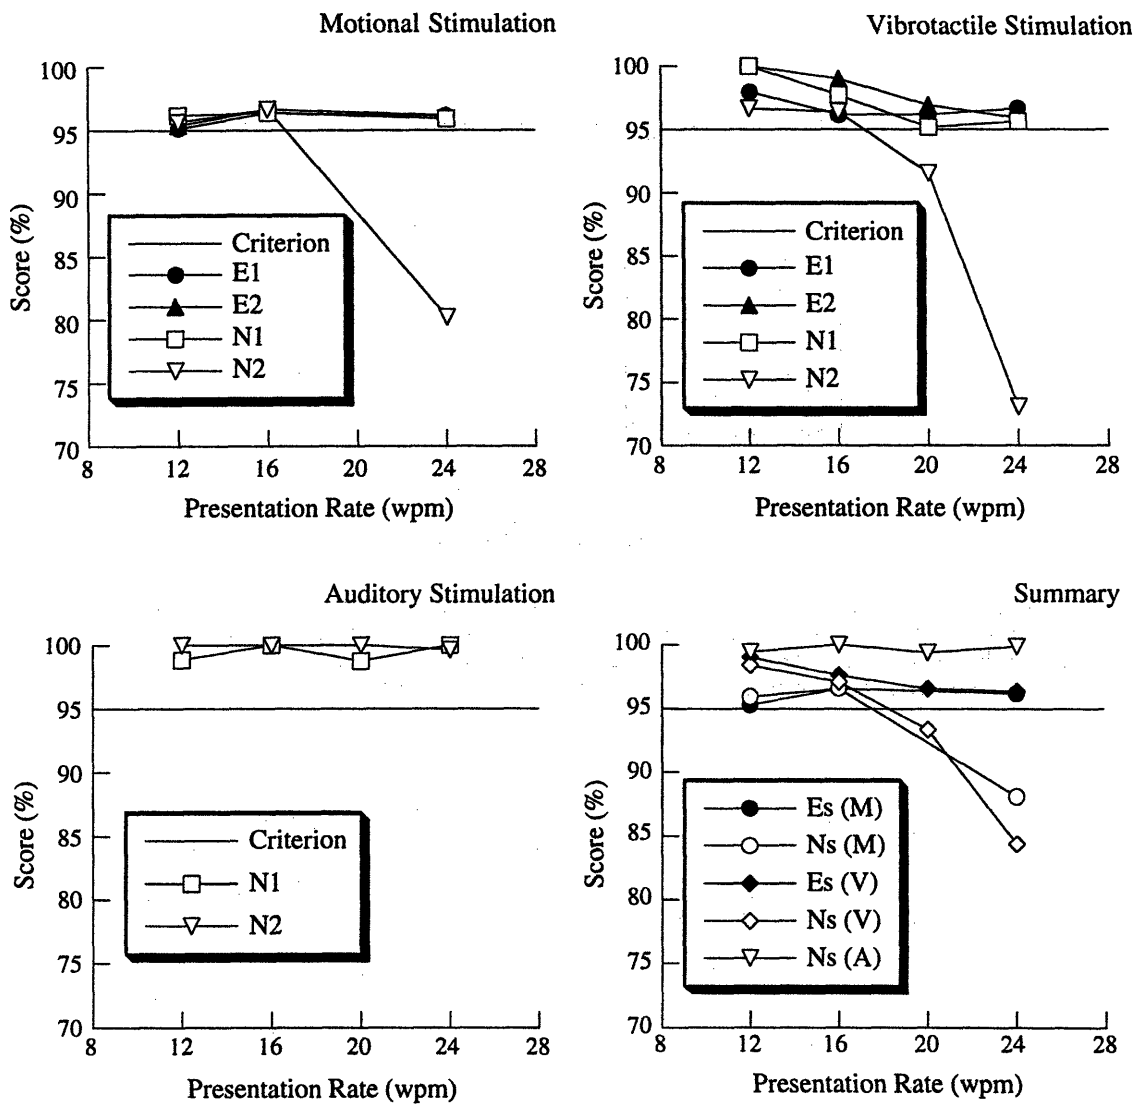 Motional Stimulation
100
95
90
85
80
75
70
Score (%)
Criterion
E1
E2
N1
N2
8 12 16 20 24 28
Presentation Rate (wpm)
Vibrotactile Stimulation
100
95
90
85
80
75
70
Score (%)
Criterion
E1
E2
N1
N2
8 12 16 20 24 28
Presentation Rate (wpm)
Auditory Stimulation
100
95
90
85
80
75
70
Score (%)
Criterion
N1
N2
8 12 16 20 24 28
Presentation Rate (wpm)
Summary
100
95
90
85
80
75
70
Score (%)
Es (M)
Ns (M)
Es (V)
Ns (V)
Ns (A)
8 12 16 20 24 28
Presentation Rate (wpm)